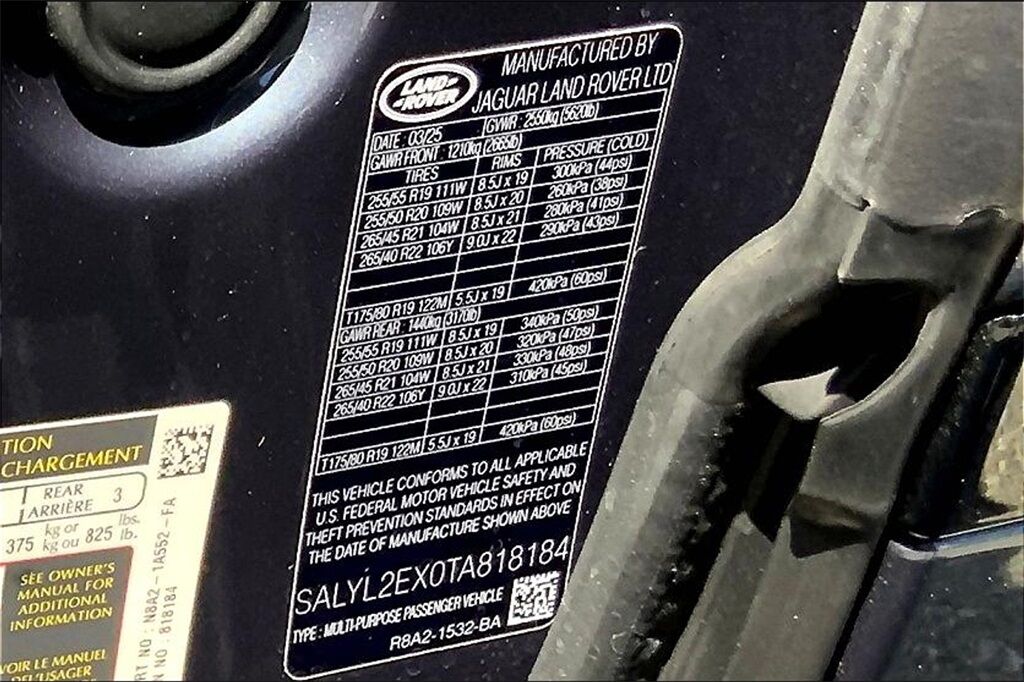 LAND-
-ROVER
MANUFACTURED BY
JAGUAR LAND ROVER LTD
DATE : 03/25 GVWR : 2550kg (5620lb)
GAWR FRONT : 1210kg (2665lb)
TIRES RIMS PRESSURE (COLD)
255/55 R19 111W 8.5J x 19 300kPa (44psi)
255/50 R20 109W 8.5J x 20 260kPa (38psi)
265/45 R21 104W 8.5J x 21 280kPa (41psi)
265/40 R22 106Y 9.0J x 22 290kPa (43psi)
T175/80 R19 122M 5.5J x 19 420kPa (60psi)
GAWR REAR : 1440kg (3170lb)
255/55 R19 111W 8.5J x 19 340kPa (50psi)
255/50 R20 109W 8.5J x 20 320kPa (47psi)
265/45 R21 104W 8.5J x 21 330kPa (48psi)
265/40 R22 106Y 9.0J x 22 310kPa (45psi)
T175/80 R19 122M 5.5J x 19 420kPa (60psi)
THIS VEHICLE CONFORMS TO ALL APPLICABLE
U.S. FEDERAL MOTOR VEHICLE SAFETY AND
THEFT PREVENTION STANDARDS IN EFFECT ON
THE DATE OF MANUFACTURE SHOWN ABOVE
SALYL2EX0TA818184
TYPE : MULTI-PURPOSE PASSENGER VEHICLE
R8A2-1532-BA
TION
CHARGEMENT
REAR 3
ARRIÈRE
375 kg or 825 lbs.
kg ou lb.
SEE OWNER'S
MANUAL FOR
ADDITIONAL
INFORMATION
VOIR LE MANUEL
DE L'USAGER
RT NO : N8A2-1A552-FA
N NO : 818184